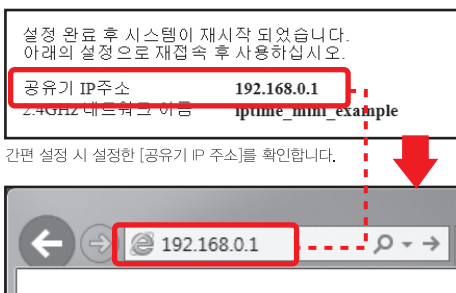 설정 완료 후 시스템이 재시작 되었습니다.
아래의 설정으로 재접속 후 사용하십시오.
공유기 IP주소 192.168.0.1
2.4GHz 네트워크 이름 iptime_mini_example
간편 설정 시 설정한 [공유기 IP 주소]를 확인합니다.
192.168.0.1